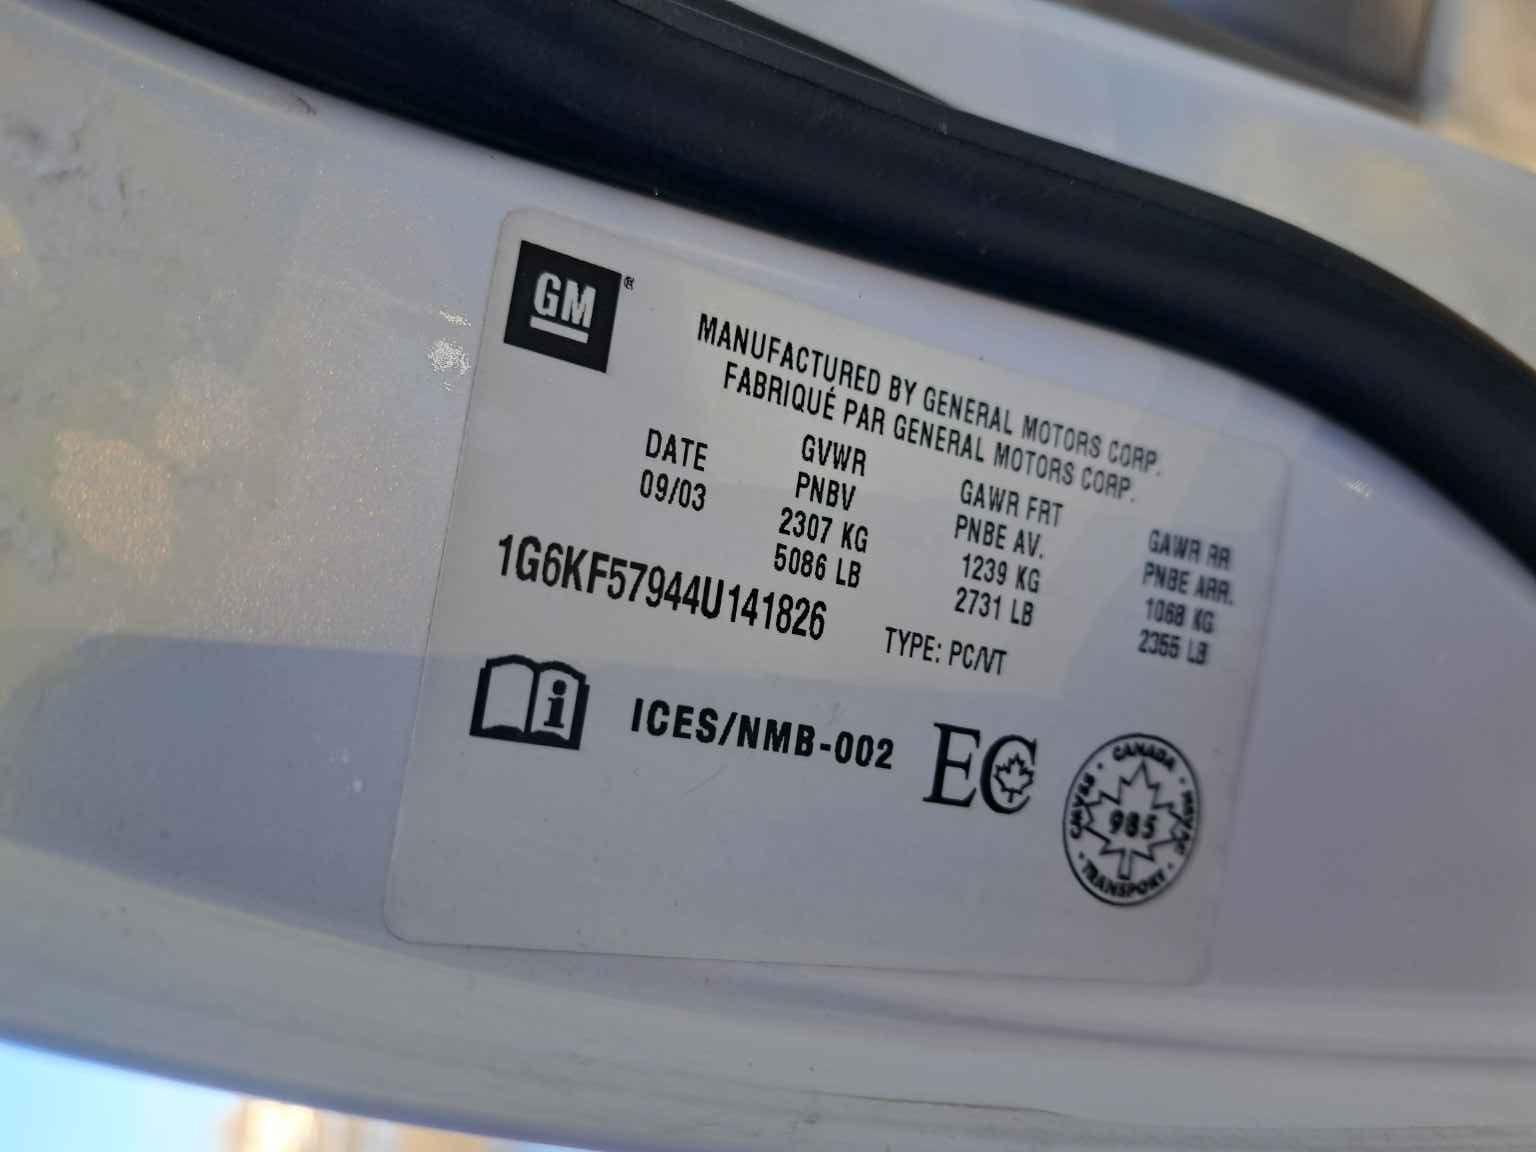 GM®
MANUFACTURED BY GENERAL MOTORS CORP.
FABRIQUÉ PAR GENERAL MOTORS CORP.
DATE GVWR GAWR FRT GAWR RR
09/03 PNBV PNBE AV. PNBE ARR.
2307 KG 1239 KG 1068 KG
5086 LB 2731 LB 2355 LB
1G6KF57944U141826 TYPE: PC/VT
ICES/NMB-002 EC
CANADA
CMVSS 985 NSVAC
TRANSPORT